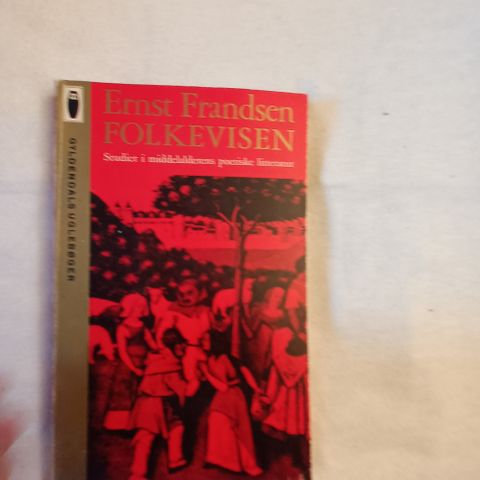 Ernst Frandsen
FOLKEVISEN
Studier i middelalderens poetiske litteratur
GYLDENDALS UGLEBØGER